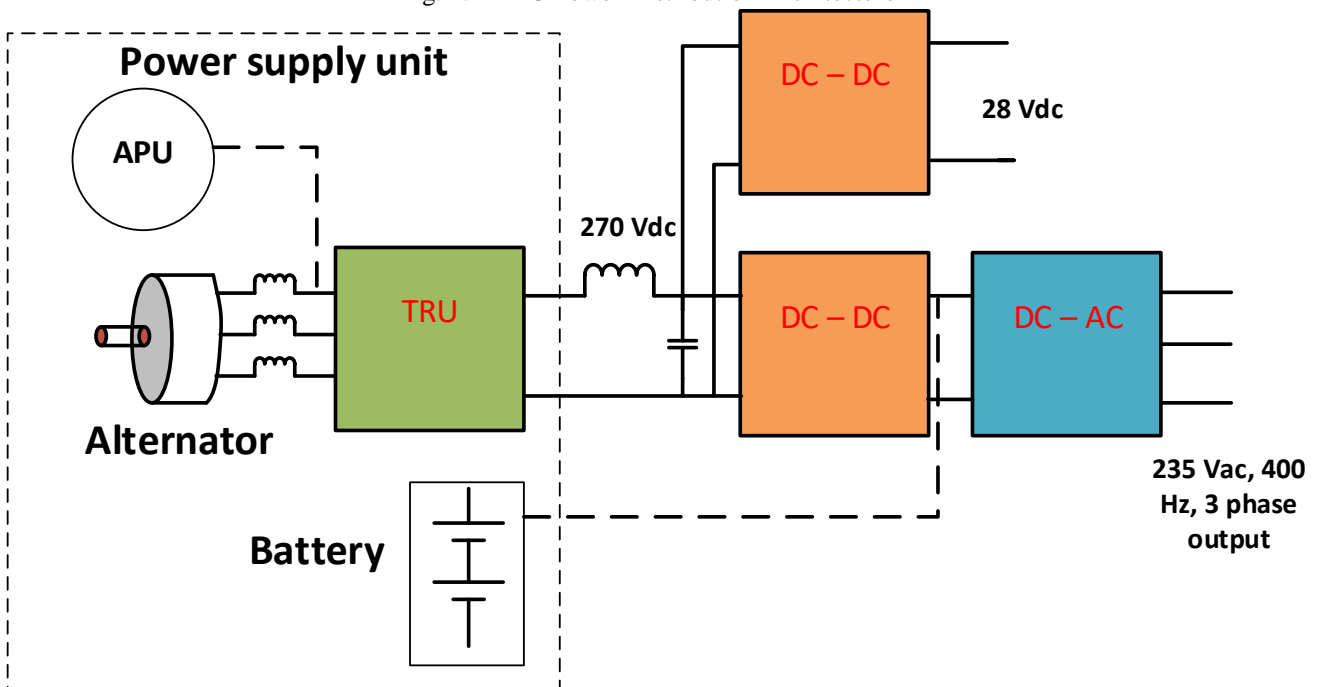 Power supply unit
APU
DC – DC
28 Vdc
270 Vdc
TRU
DC – DC
DC – AC
Alternator
235 Vac, 400
Hz, 3 phase
output
Battery